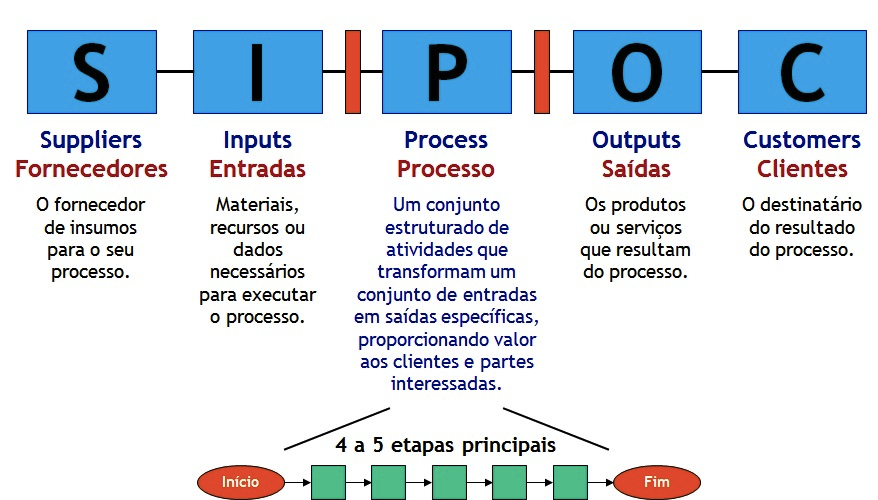 S I P O C
Suppliers
Fornecedores
O fornecedor
de insumos
para o seu
processo.
Inputs
Entradas
Materiais,
recursos ou
dados
necessários
para executar
o processo.
Process
Processo
Um conjunto
estruturado de
atividades que
transformam um
conjunto de entradas
em saídas específicas,
proporcionando valor
aos clientes e partes
interessadas.
Outputs
Saídas
Os produtos
ou serviços
que resultam
do processo.
Customers
Clientes
O destinatário
do resultado
do processo.
4 a 5 etapas principais
Início
Fim